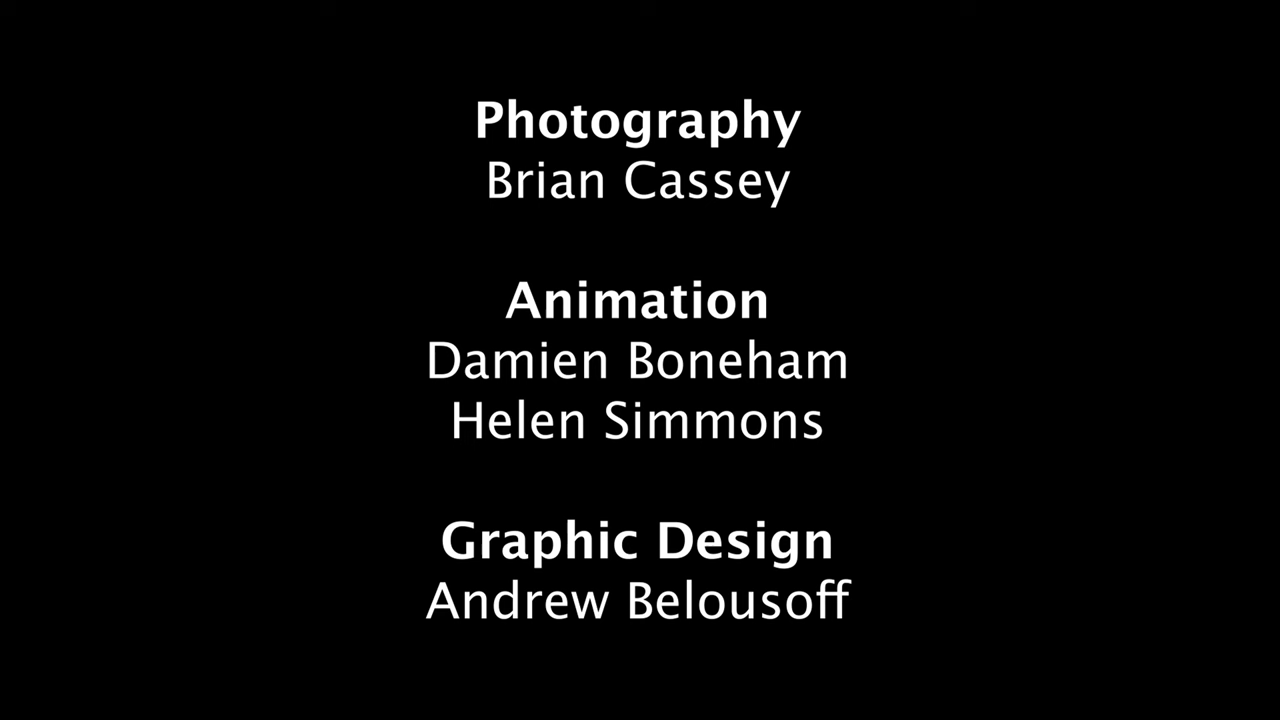 Photography
Brian Cassey
Animation
Damien Boneham
Helen Simmons
Graphic Design
Andrew Belousoff